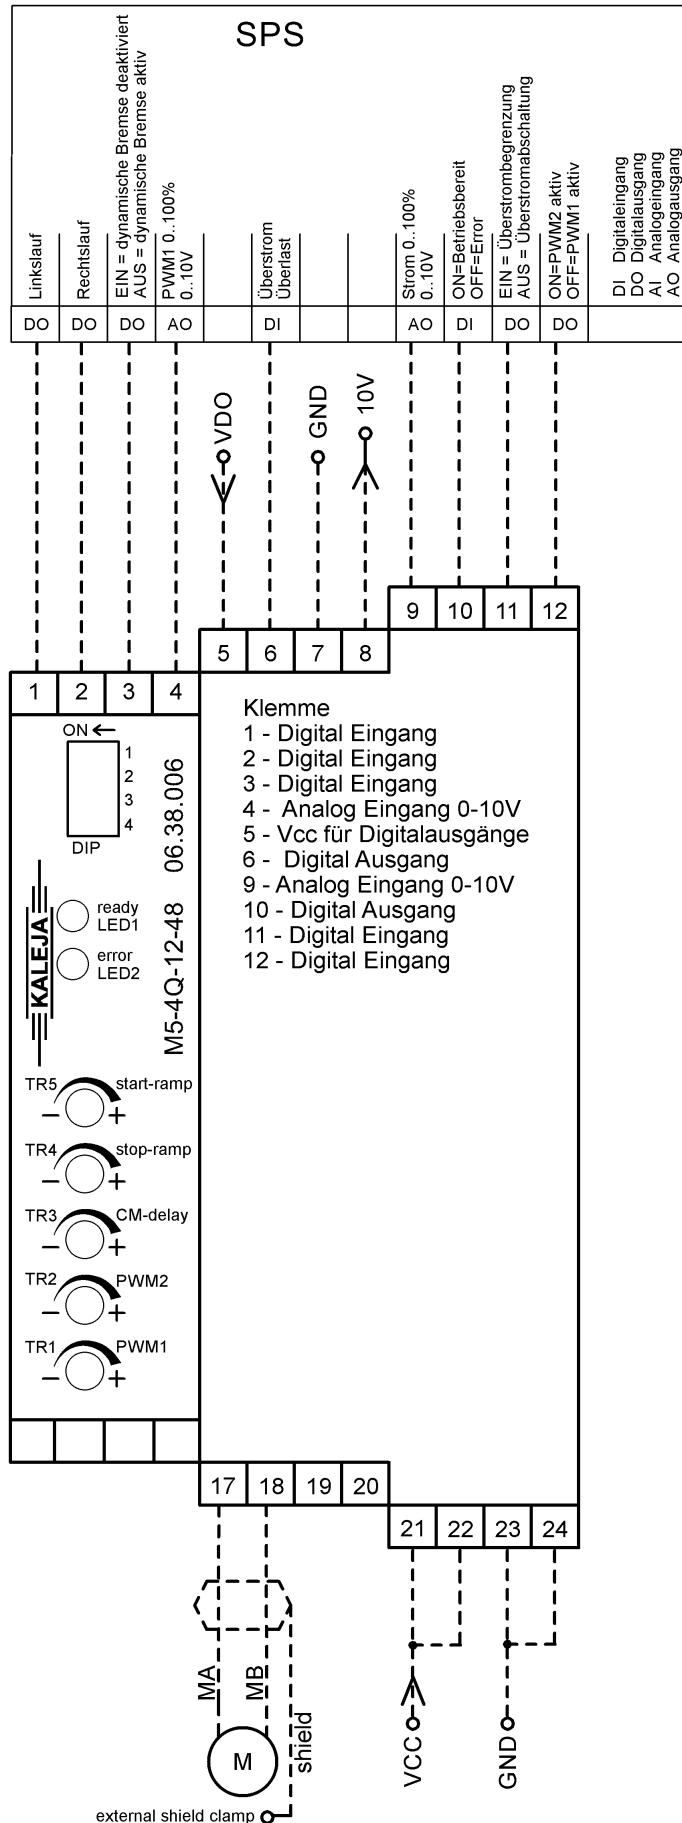 SPS
Linkslauf
Rechtslauf
EIN = dynamische Bremse deaktiviert
AUS = dynamische Bremse aktiv
PWM1 0..100%
0..10V
Überstrom
Überlast
Strom 0..100%
0..10V
ON=Betriebsbereit
OFF=Error
EIN = Überstrombegrenzung
AUS = Überstromabschaltung
ON=PWM2 aktiv
OFF=PWM1 aktiv
DI Digitaleingang
DO Digitalausgang
AI Analogeingang
AO Analogausgang
DO DO DO AO DI AO DI DO DO
VDO
GND
10V
9 10 11 12
5 6 7 8
1 2 3 4
Klemme
1 - Digital Eingang
2 - Digital Eingang
3 - Digital Eingang
4 - Analog Eingang 0-10V
5 - Vcc für Digitalausgänge
6 - Digital Ausgang
9 - Analog Eingang 0-10V
10 - Digital Ausgang
11 - Digital Eingang
12 - Digital Eingang
ON
1
2
3
4
DIP
M5-4Q-12-48 06.38.006
KALEJA
ready
LED1
error
LED2
TR5 start-ramp
− +
TR4 stop-ramp
− +
TR3 CM-delay
− +
TR2 PWM2
− +
TR1 PWM1
− +
17 18 19 20
21 22 23 24
MA
MB
shield
M
VCC
GND
external shield clamp